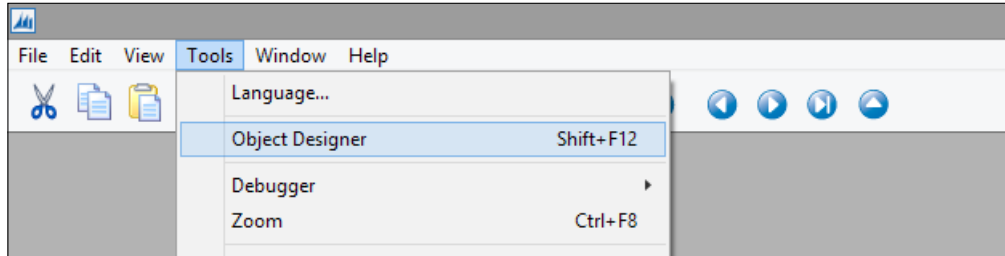 File Edit View Tools Window Help
Language...
Object Designer Shift+F12
Debugger
Zoom Ctrl+F8